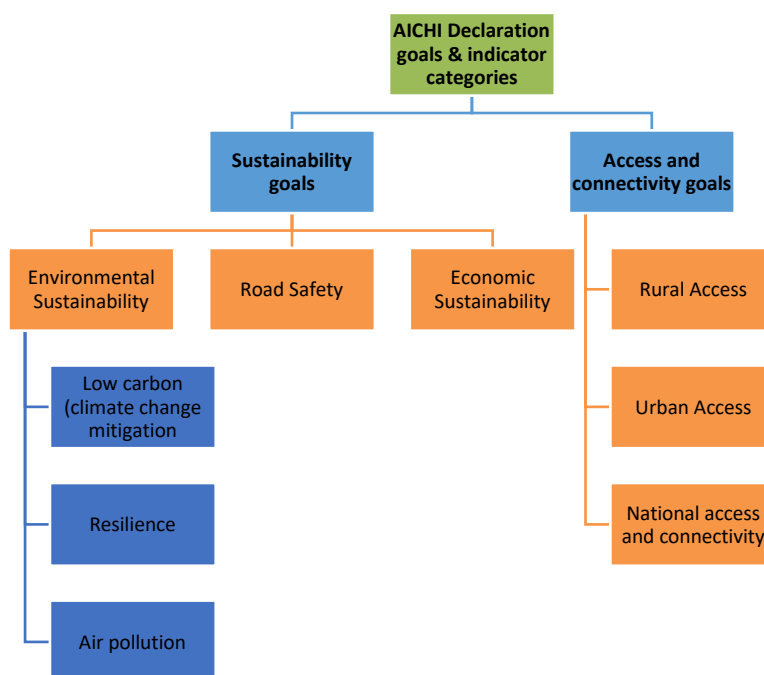 AICHI Declaration
goals & indicator
categories
Sustainability
goals
Access and
connectivity goals
Environmental
Sustainability
Road Safety
Economic
Sustainability
Rural Access
Low carbon
(climate change
mitigation
Urban Access
Resilience
National access
and connectivity
Air pollution